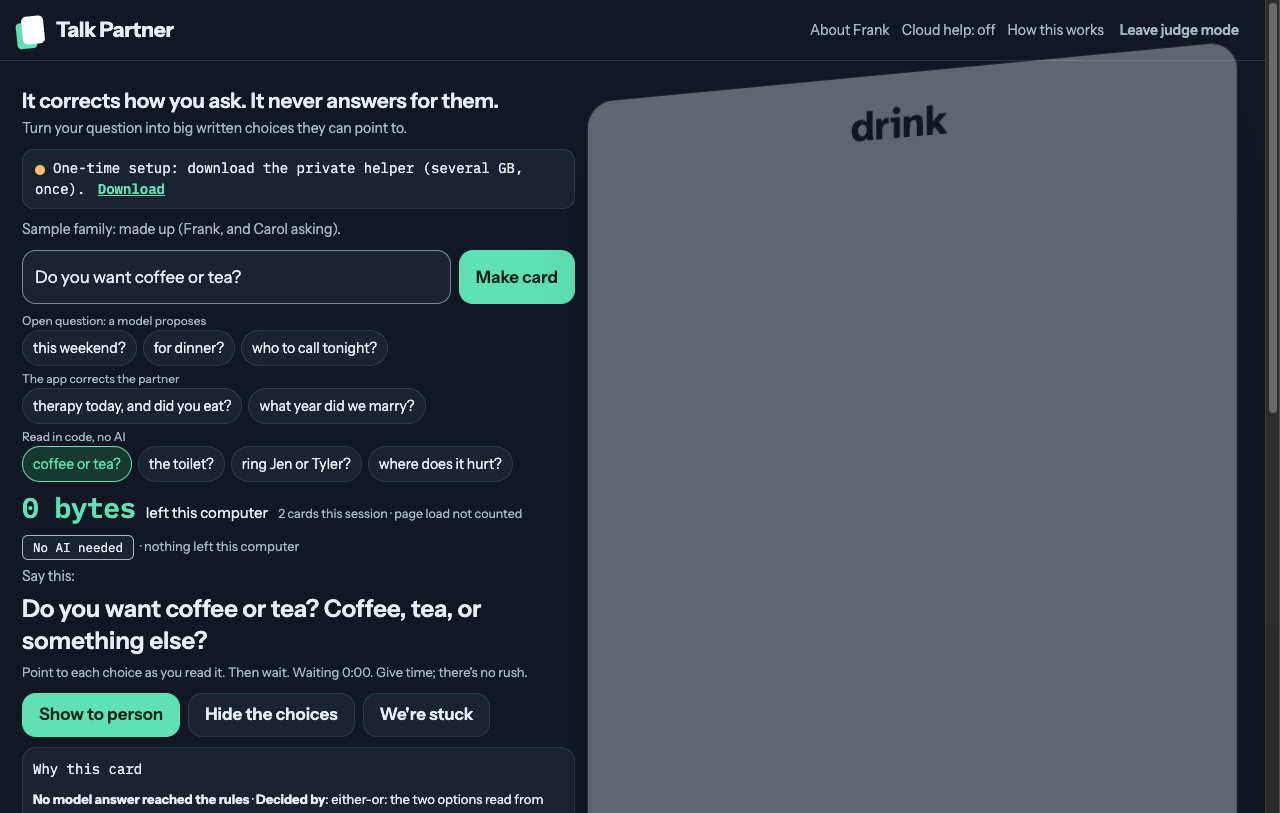 Talk Partner
About Frank
Cloud help: off
How this works
Leave judge mode
It corrects how you ask. It never answers for them.
Turn your question into big written choices they can point to.
One-time setup: download the private helper (several GB,
once). Download
Sample family: made up (Frank, and Carol asking).
Do you want coffee or tea?
Make card
Open question: a model proposes
this weekend?
for dinner?
who to call tonight?
The app corrects the partner
therapy today, and did you eat?
what year did we marry?
Read in code, no AI
coffee or tea?
the toilet?
ring Jen or Tyler?
where does it hurt?
0 bytes left this computer 2 cards this session · page load not counted
No AI needed · nothing left this computer
Say this:
Do you want coffee or tea? Coffee, tea, or
something else?
Point to each choice as you read it. Then wait. Waiting 0:00. Give time; there's no rush.
Show to person
Hide the choices
We're stuck
Why this card
No model answer reached the rules · Decided by: either-or: the two options read from
drink